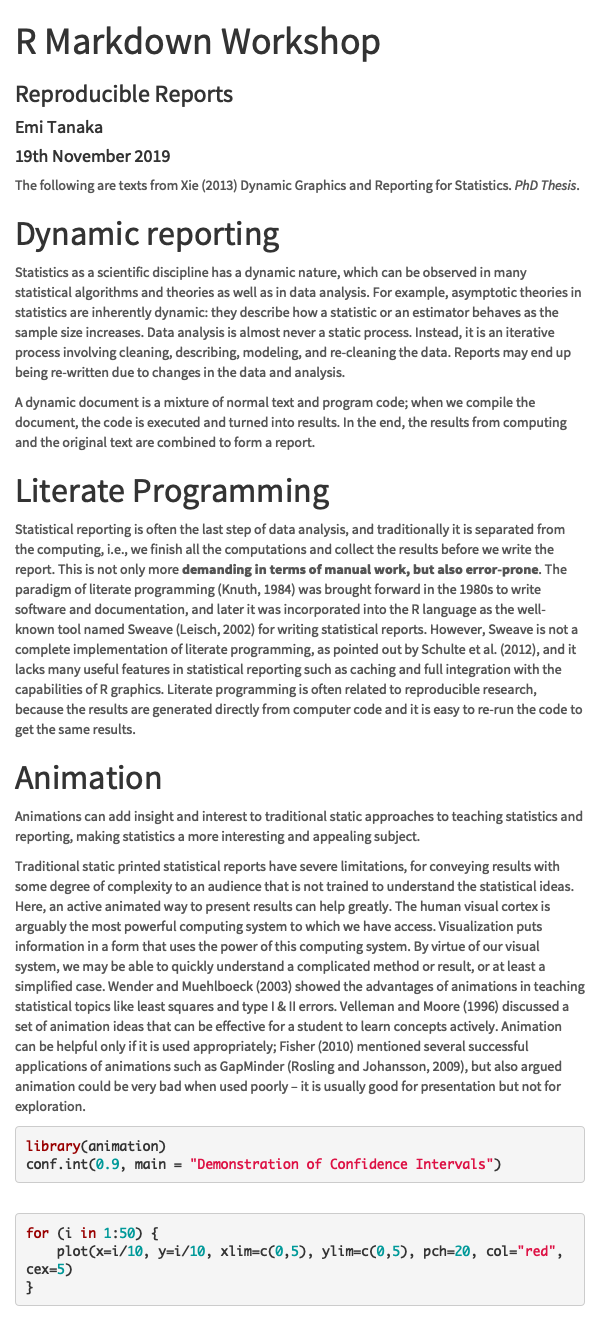 R Markdown Workshop
Reproducible Reports
Emi Tanaka
19th November 2019
The following are texts from Xie (2013) Dynamic Graphics and Reporting for Statistics. PhD Thesis.
Dynamic reporting
Statistics as a scientific discipline has a dynamic nature, which can be observed in many
statistical algorithms and theories as well as in data analysis. For example, asymptotic theories in
statistics are inherently dynamic: they describe how a statistic or an estimator behaves as the
sample size increases. Data analysis is almost never a static process. Instead, it is an iterative
process involving cleaning, describing, modeling, and re-cleaning the data. Reports may end up
being re-written due to changes in the data and analysis.
A dynamic document is a mixture of normal text and program code; when we compile the
document, the code is executed and turned into results. In the end, the results from computing
and the original text are combined to form a report.
Literate Programming
Statistical reporting is often the last step of data analysis, and traditionally it is separated from
the computing, i.e., we finish all the computations and collect the results before we write the
report. This is not only more demanding in terms of manual work, but also error-prone. The
paradigm of literate programming (Knuth, 1984) was brought forward in the 1980s to write
software and documentation, and later it was incorporated into the R language as the well-
known tool named Sweave (Leisch, 2002) for writing statistical reports. However, Sweave is not a
complete implementation of literate programming, as pointed out by Schulte et al. (2012), and it
lacks many useful features in statistical reporting such as caching and full integration with the
capabilities of R graphics. Literate programming is often related to reproducible research,
because the results are generated directly from computer code and it is easy to re-run the code to
get the same results.
Animation
Animations can add insight and interest to traditional static approaches to teaching statistics and
reporting, making statistics a more interesting and appealing subject.
Traditional static printed statistical reports have severe limitations, for conveying results with
some degree of complexity to an audience that is not trained to understand the statistical ideas.
Here, an active animated way to present results can help greatly. The human visual cortex is
arguably the most powerful computing system to which we have access. Visualization puts
information in a form that uses the power of this computing system. By virtue of our visual
system, we may be able to quickly understand a complicated method or result, or at least a
simplified case. Wender and Muehlboeck (2003) showed the advantages of animations in teaching
statistical topics like least squares and type I & II errors. Velleman and Moore (1996) discussed a
set of animation ideas that can be effective for a student to learn concepts actively. Animation
can be helpful only if it is used appropriately; Fisher (2010) mentioned several successful
applications of animations such as GapMinder (Rosling and Johansson, 2009), but also argued
animation could be very bad when used poorly – it is usually good for presentation but not for
exploration.
library(animation)
conf.int(0.9, main = "Demonstration of Confidence Intervals")
for (i in 1:50) {
    plot(x=i/10, y=i/10, xlim=c(0,5), ylim=c(0,5), pch=20, col="red",
cex=5)
}